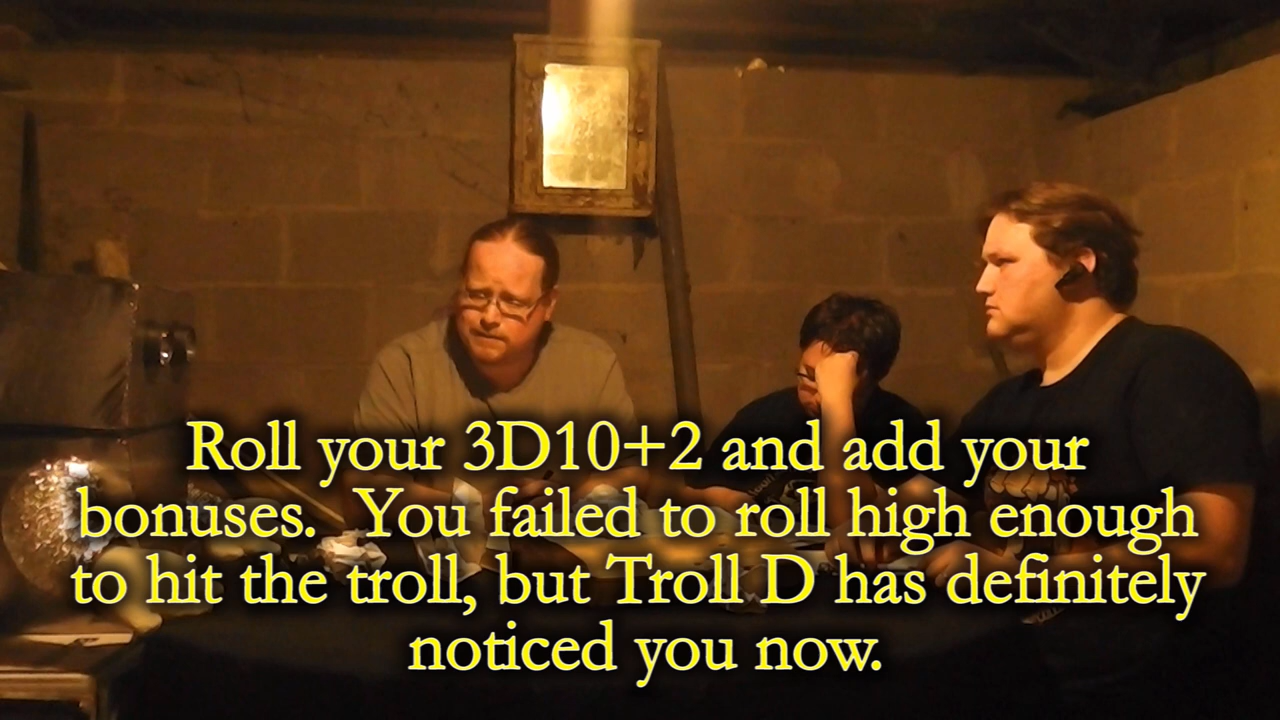 Roll your 3D10+2 and add your
bonuses.  You failed to roll high enough
to hit the troll, but Troll D has definitely
noticed you now.